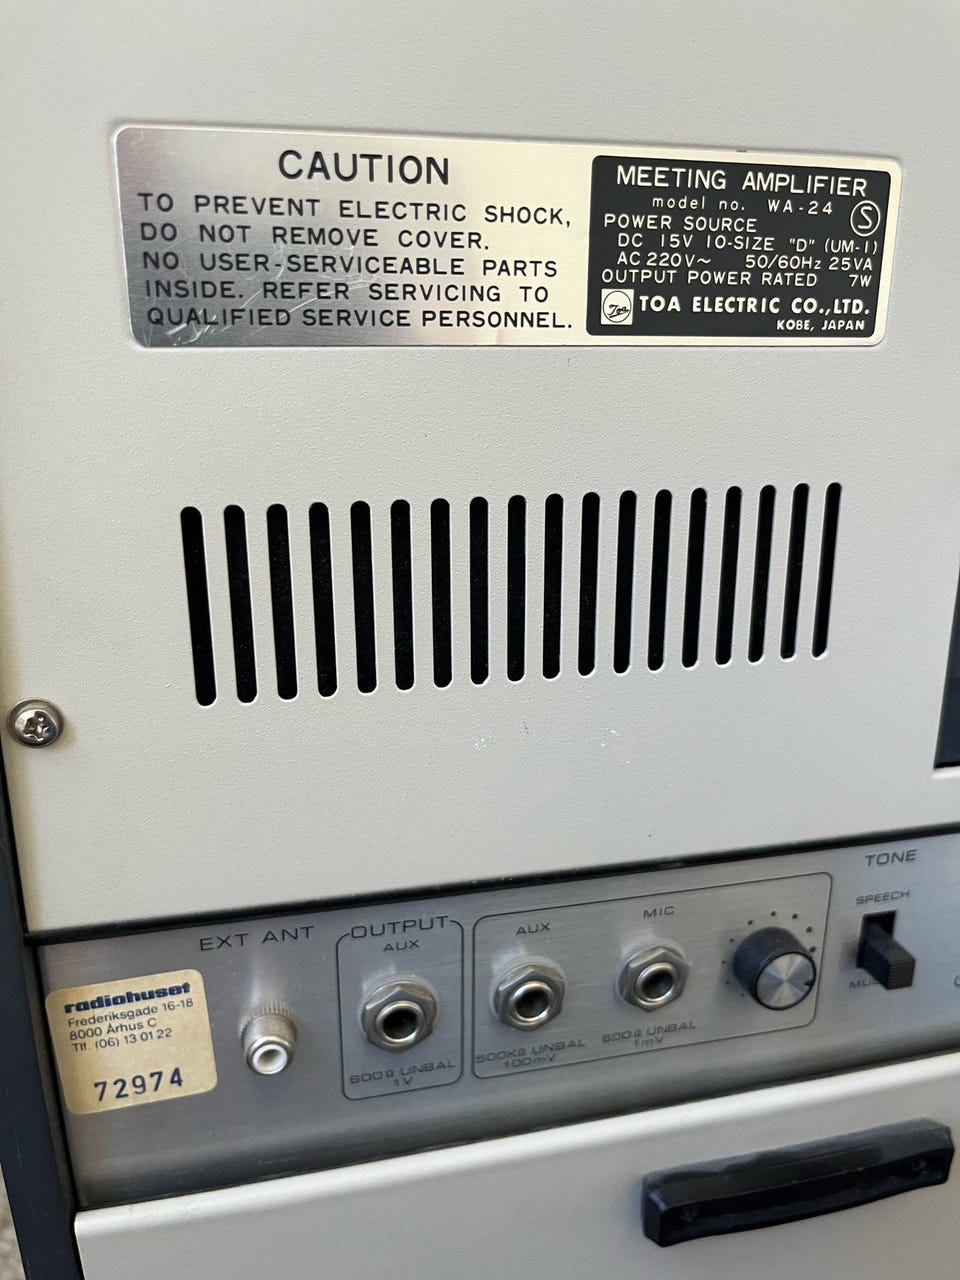 CAUTION
TO PREVENT ELECTRIC SHOCK,
DO NOT REMOVE COVER.
NO USER-SERVICEABLE PARTS
INSIDE. REFER SERVICING TO
QUALIFIED SERVICE PERSONNEL.
MEETING AMPLIFIER
model no. WA-24
S
POWER SOURCE
DC 15V 10-SIZE "D" (UM-1)
AC 220V~ 50/60Hz 25VA
OUTPUT POWER RATED 7W
Toa TOA ELECTRIC CO.,LTD.
KOBE, JAPAN
TONE
SPEECH
EXT ANT
OUTPUT
AUX
600Ω UNBAL
1V
AUX
500KΩ UNBAL
100mV
MIC
600Ω UNBAL
1mV
radiohuset
Frederiksgade 16-18
8000 Århus C
Tlf. (06) 13 01 22
72974